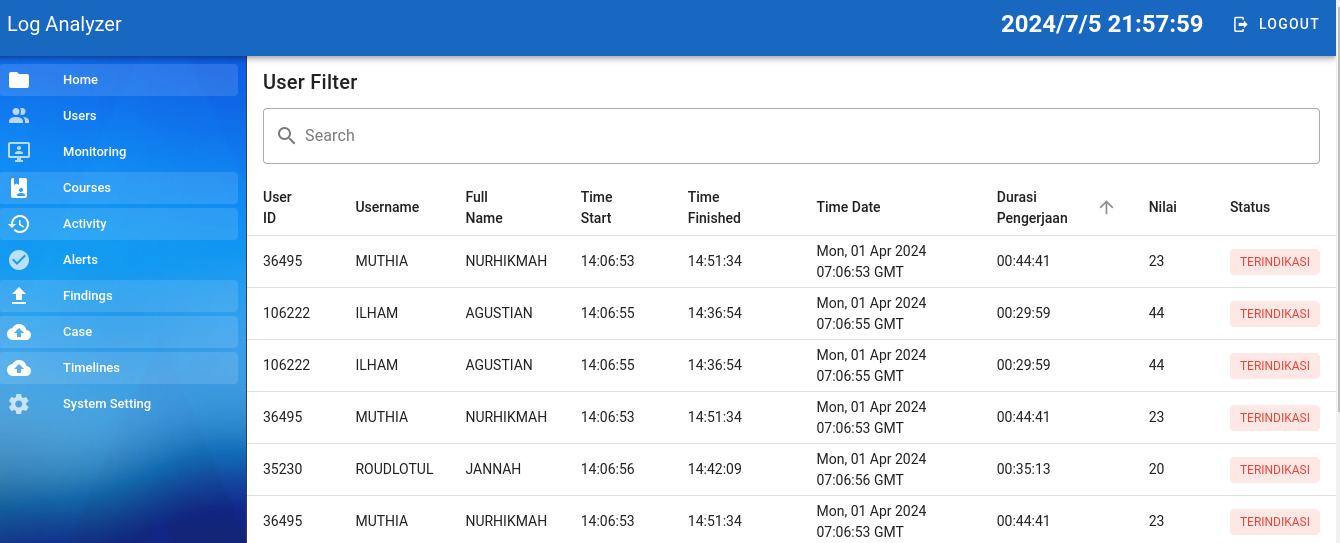 Log Analyzer
2024/7/5 21:57:59
LOGOUT
Home
Users
Monitoring
Courses
Activity
Alerts
Findings
Case
Timelines
System Setting
User Filter
Search
User ID Username Full Name Time Start Time Finished Time Date Durasi Pengerjaan Nilai Status
36495 MUTHIA NURHIKMAH 14:06:53 14:51:34 Mon, 01 Apr 2024 07:06:53 GMT 00:44:41 23 TERINDIKASI
106222 ILHAM AGUSTIAN 14:06:55 14:36:54 Mon, 01 Apr 2024 07:06:55 GMT 00:29:59 44 TERINDIKASI
106222 ILHAM AGUSTIAN 14:06:55 14:36:54 Mon, 01 Apr 2024 07:06:55 GMT 00:29:59 44 TERINDIKASI
36495 MUTHIA NURHIKMAH 14:06:53 14:51:34 Mon, 01 Apr 2024 07:06:53 GMT 00:44:41 23 TERINDIKASI
35230 ROUDLOTUL JANNAH 14:06:56 14:42:09 Mon, 01 Apr 2024 07:06:56 GMT 00:35:13 20 TERINDIKASI
36495 MUTHIA NURHIKMAH 14:06:53 14:51:34 Mon, 01 Apr 2024 07:06:53 GMT 00:44:41 23 TERINDIKASI